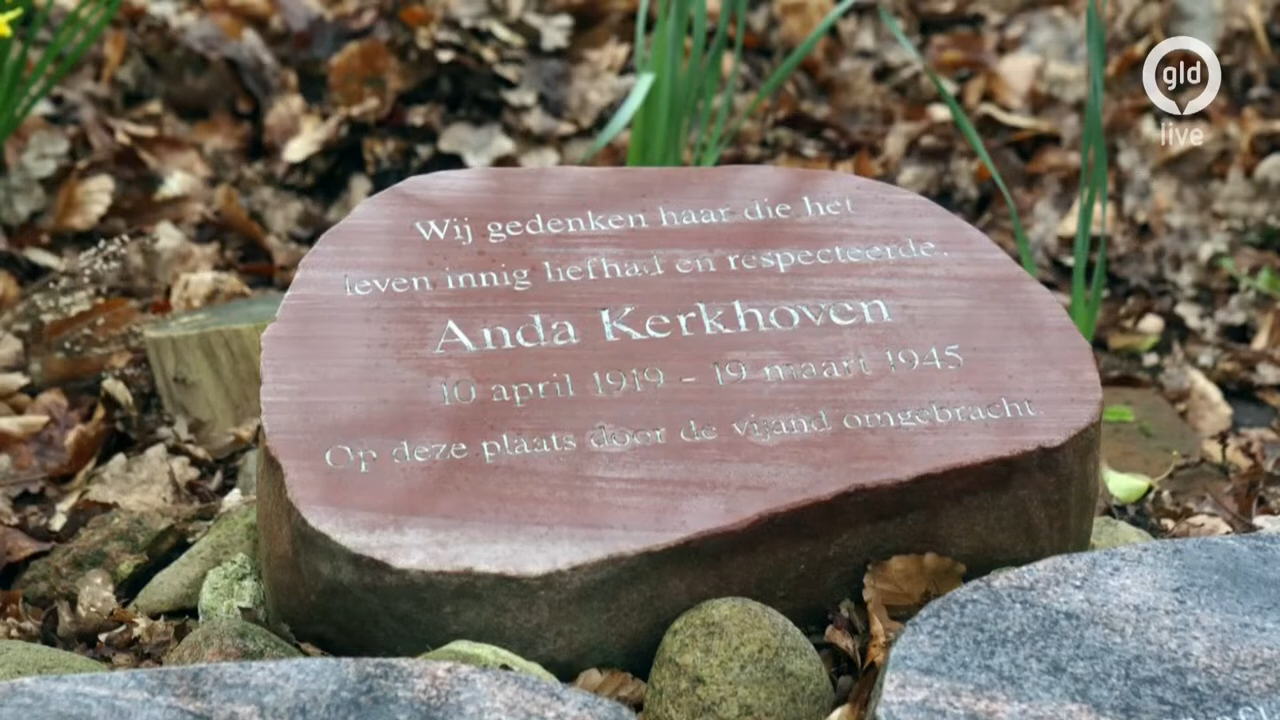 gld
live
Wij gedenken haar die het
leven innig liefhad en respecteerde.
Anda Kerkhoven
10 april 1919 - 19 maart 1945
Op deze plaats door de vijand omgebracht.